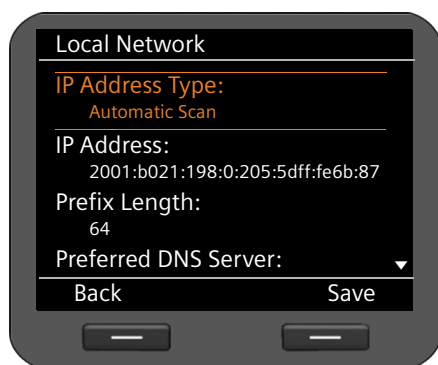 Local Network
IP Address Type:
Automatic Scan
IP Address:
2001:b021:198:0:205:5dff:fe6b:87
Prefix Length:
64
Preferred DNS Server:
Back Save